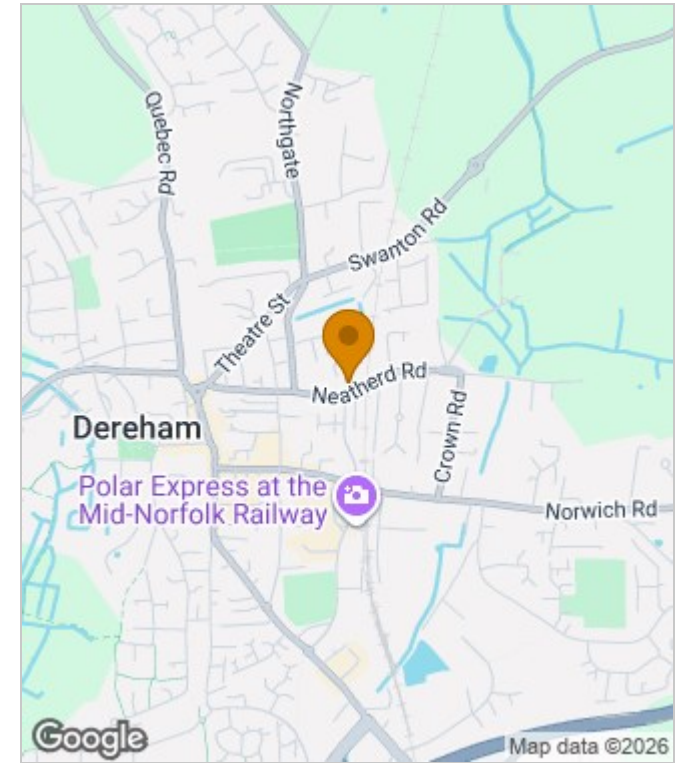 Quebec Rd
Northgate
Swanton Rd
Theatre St
Neatherd Rd
Dereham
Crown Rd
Polar Express at the
Mid-Norfolk Railway
Norwich Rd
Google
Map data ©2026